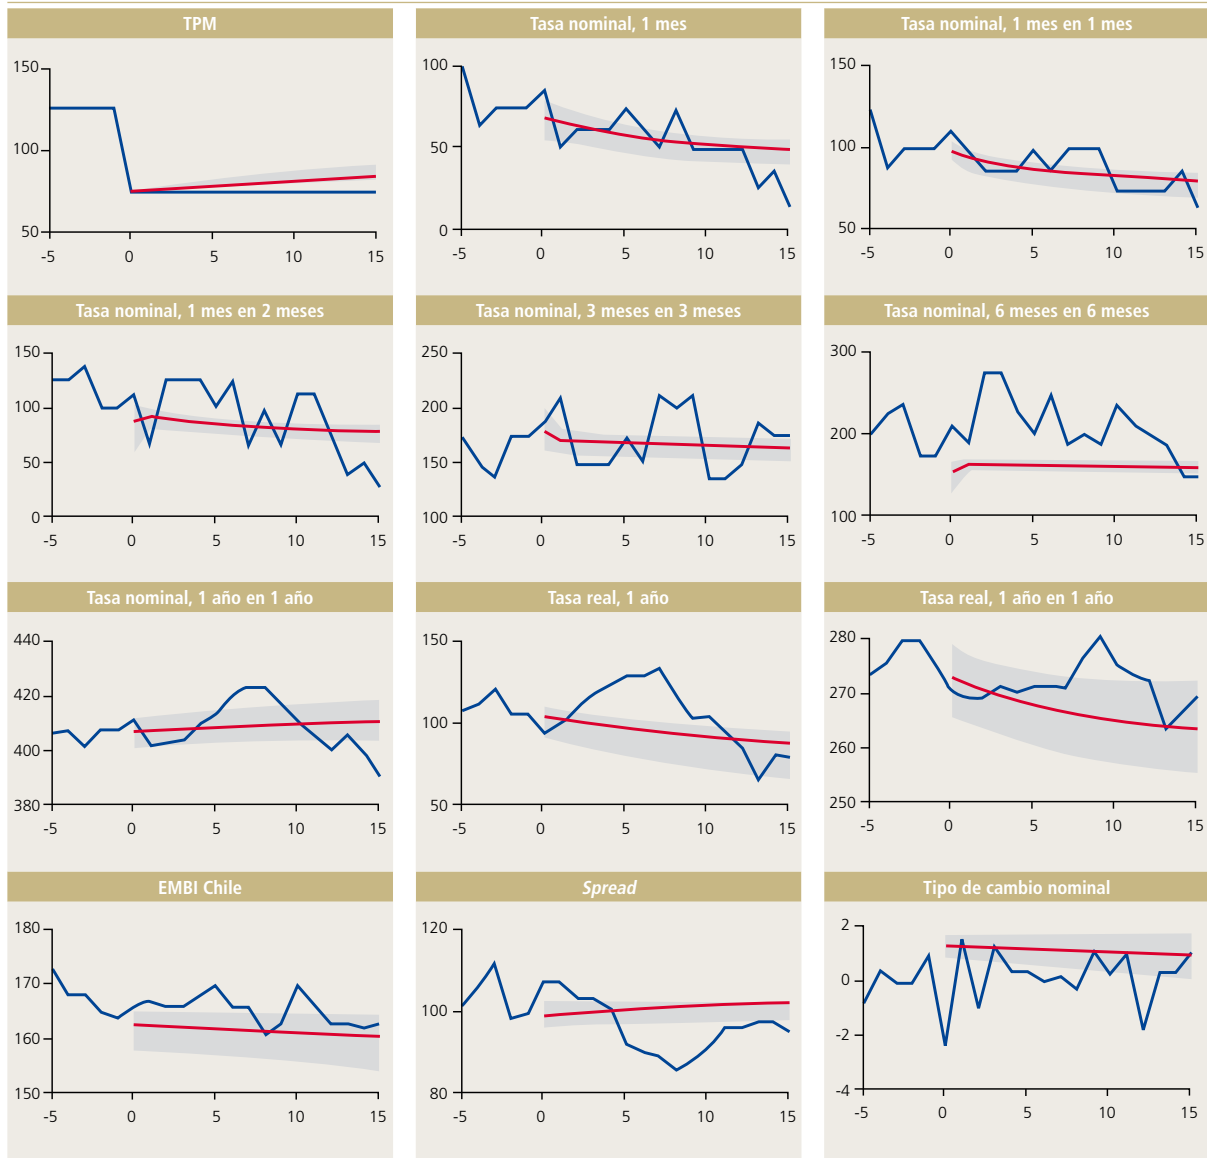 TPM
150
100
50
-5 0 5 10 15
Tasa nominal, 1 mes
100
50
0
-5 0 5 10 15
Tasa nominal, 1 mes en 1 mes
150
100
50
-5 0 5 10 15
Tasa nominal, 1 mes en 2 meses
150
100
50
0
-5 0 5 10 15
Tasa nominal, 3 meses en 3 meses
250
200
150
100
-5 0 5 10 15
Tasa nominal, 6 meses en 6 meses
300
200
100
-5 0 5 10 15
Tasa nominal, 1 año en 1 año
440
420
400
380
-5 0 5 10 15
Tasa real, 1 año
150
100
50
-5 0 5 10 15
Tasa real, 1 año en 1 año
280
270
260
250
-5 0 5 10 15
EMBI Chile
180
170
160
150
-5 0 5 10 15
Spread
120
100
80
-5 0 5 10 15
Tipo de cambio nominal
2
0
-2
-4
-5 0 5 10 15